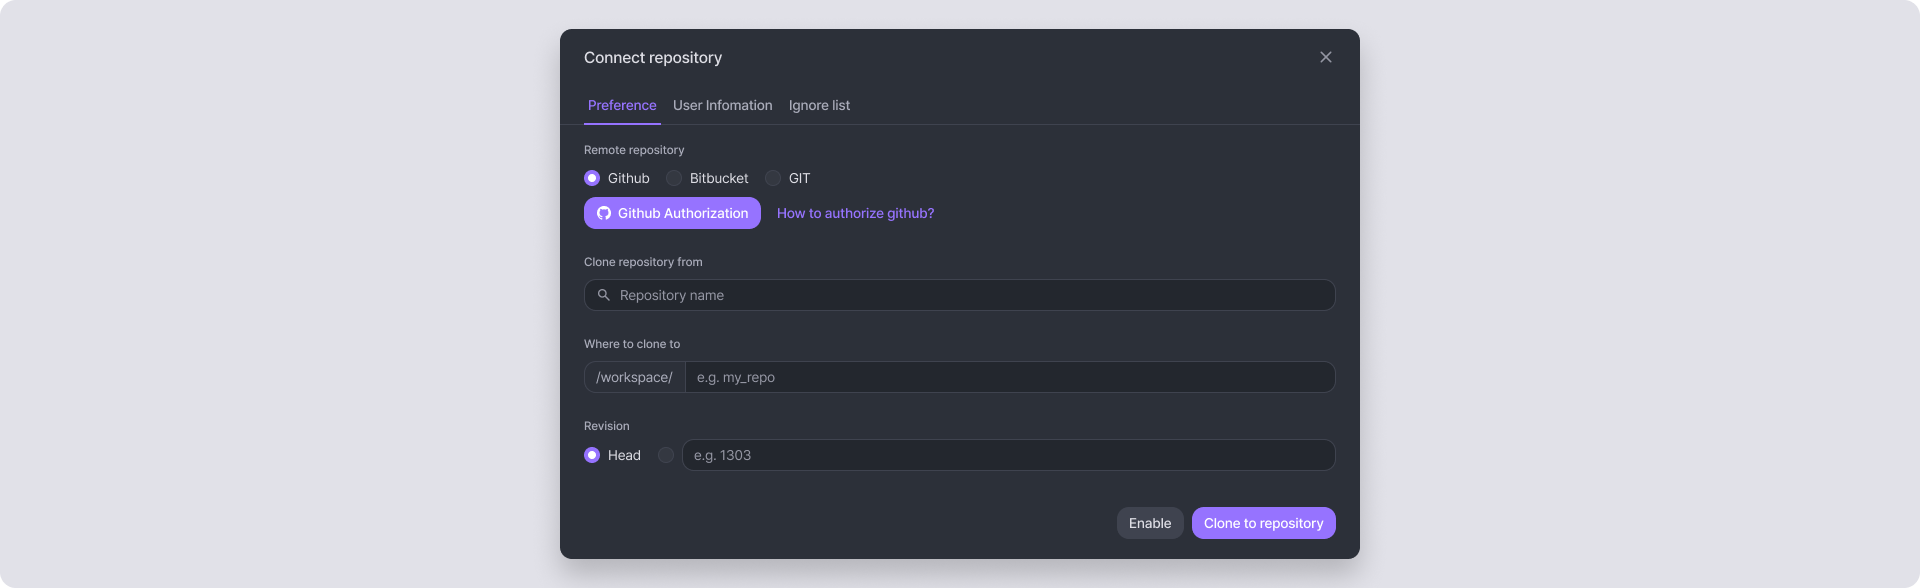 Connect repository
Preference User Infomation Ignore list
Remote repository
Github Bitbucket GIT
Github Authorization How to authorize github?
Clone repository from
Repository name
Where to clone to
/workspace/ e.g. my_repo
Revision
Head e.g. 1303
Enable Clone to repository